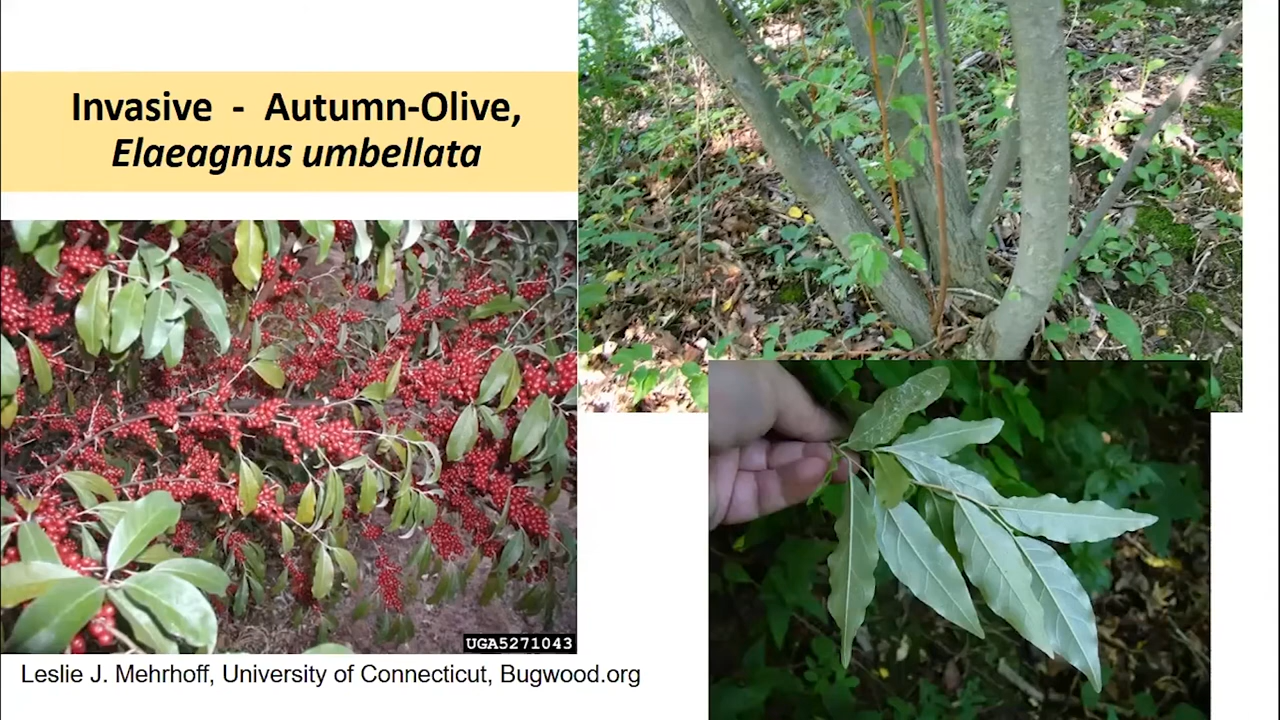 Invasive - Autumn-Olive,
Elaeagnus umbellata
UGA5271043
Leslie J. Mehrhoff, University of Connecticut, Bugwood.org